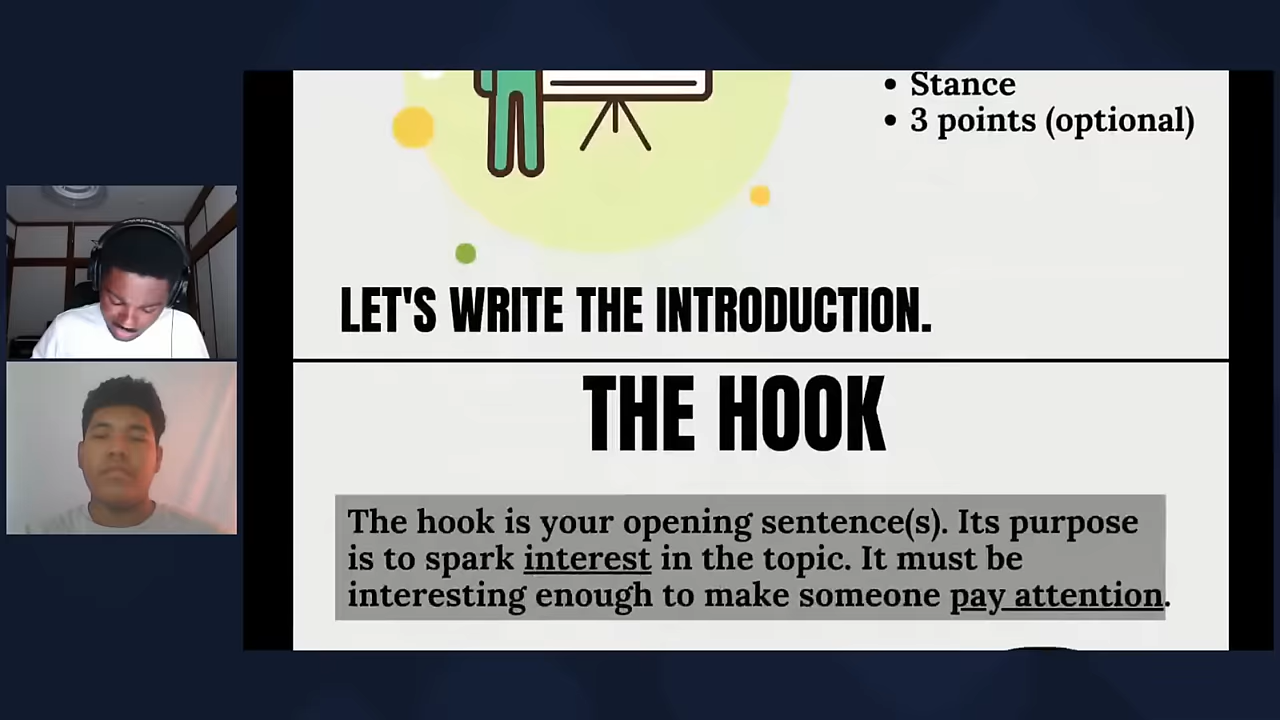 • Stance
• 3 points (optional)
LET'S WRITE THE INTRODUCTION.
THE HOOK
The hook is your opening sentence(s). Its purpose
is to spark interest in the topic. It must be
interesting enough to make someone pay attention.